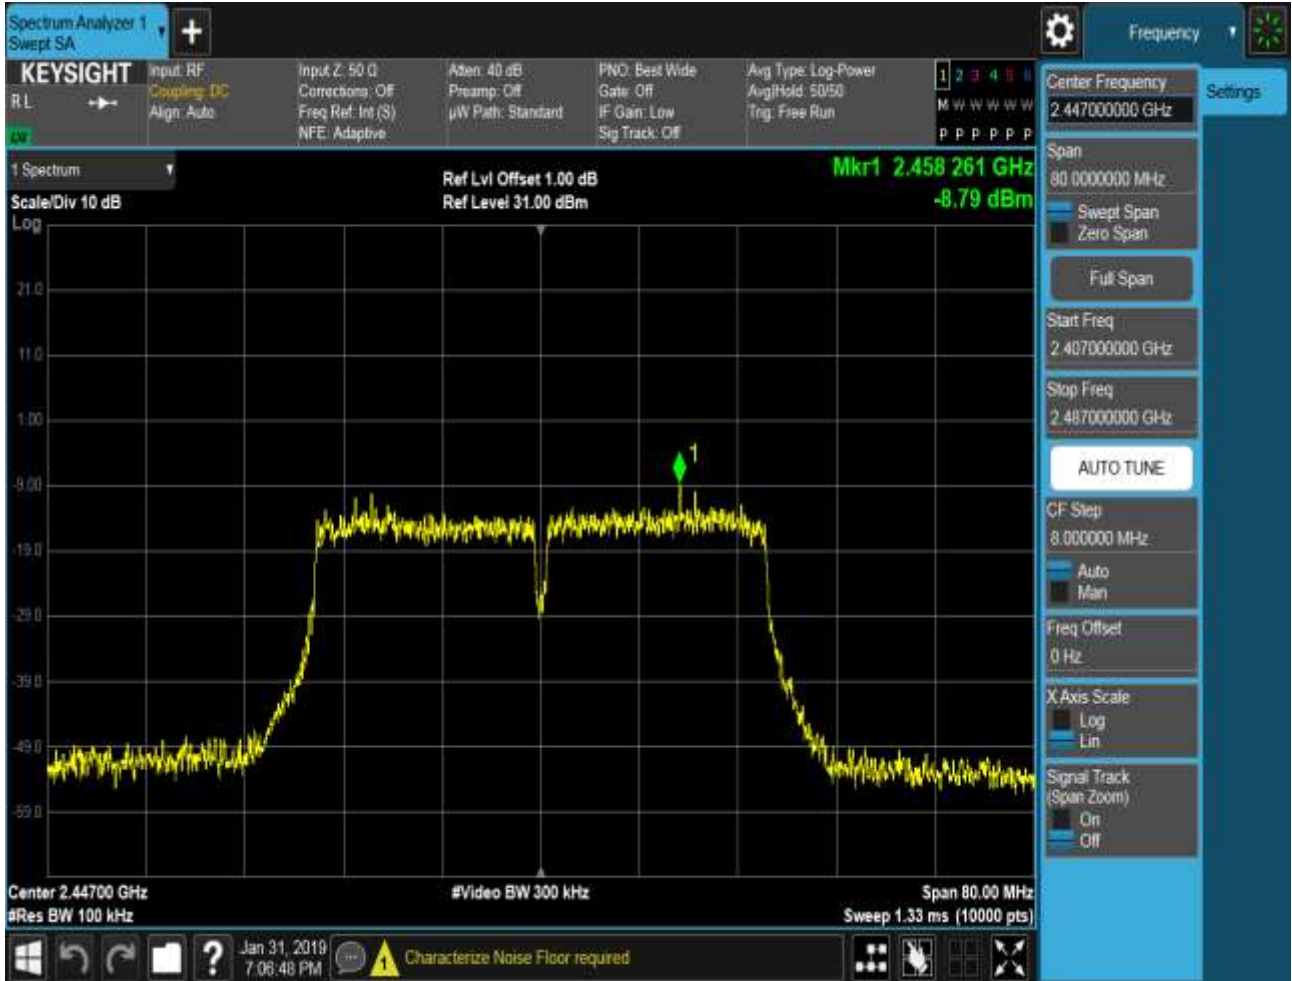 Spectrum Analyzer 1
Swept SA
+
Frequency
KEYSIGHT
R L
LXI
Input: RF
Coupling: DC
Align: Auto
Input Z: 50 Ω
Corrections: Off
Freq Ref: Int (S)
NFE: Adaptive
Atten: 40 dB
Preamp: Off
µW Path: Standard
PNO: Best Wide
Gate: Off
IF Gain: Low
Sig Track: Off
Avg Type: Log-Power
Avg|Hold: 50/50
Trig: Free Run
1 2 3 4 5 6
M W W W W W
P P P P P P
1 Spectrum
Scale/Div 10 dB
Log
Ref Lvl Offset 1.00 dB
Ref Level 31.00 dBm
Mkr1 2.458 261 GHz
-8.79 dBm
21.0
11.0
1.00
-9.00
-19.0
-29.0
-39.0
-49.0
-59.0
1
Center 2.44700 GHz
#Res BW 100 kHz
#Video BW 300 kHz
Span 80.00 MHz
Sweep 1.33 ms (10000 pts)
Center Frequency
2.447000000 GHz
Settings
Span
80.0000000 MHz
Swept Span
Zero Span
Full Span
Start Freq
2.407000000 GHz
Stop Freq
2.487000000 GHz
AUTO TUNE
CF Step
8.000000 MHz
Auto
Man
Freq Offset
0 Hz
X Axis Scale
Log
Lin
Signal Track
(Span Zoom)
On
Off
?
Jan 31, 2019
7:06:48 PM
1
Characterize Noise Floor required